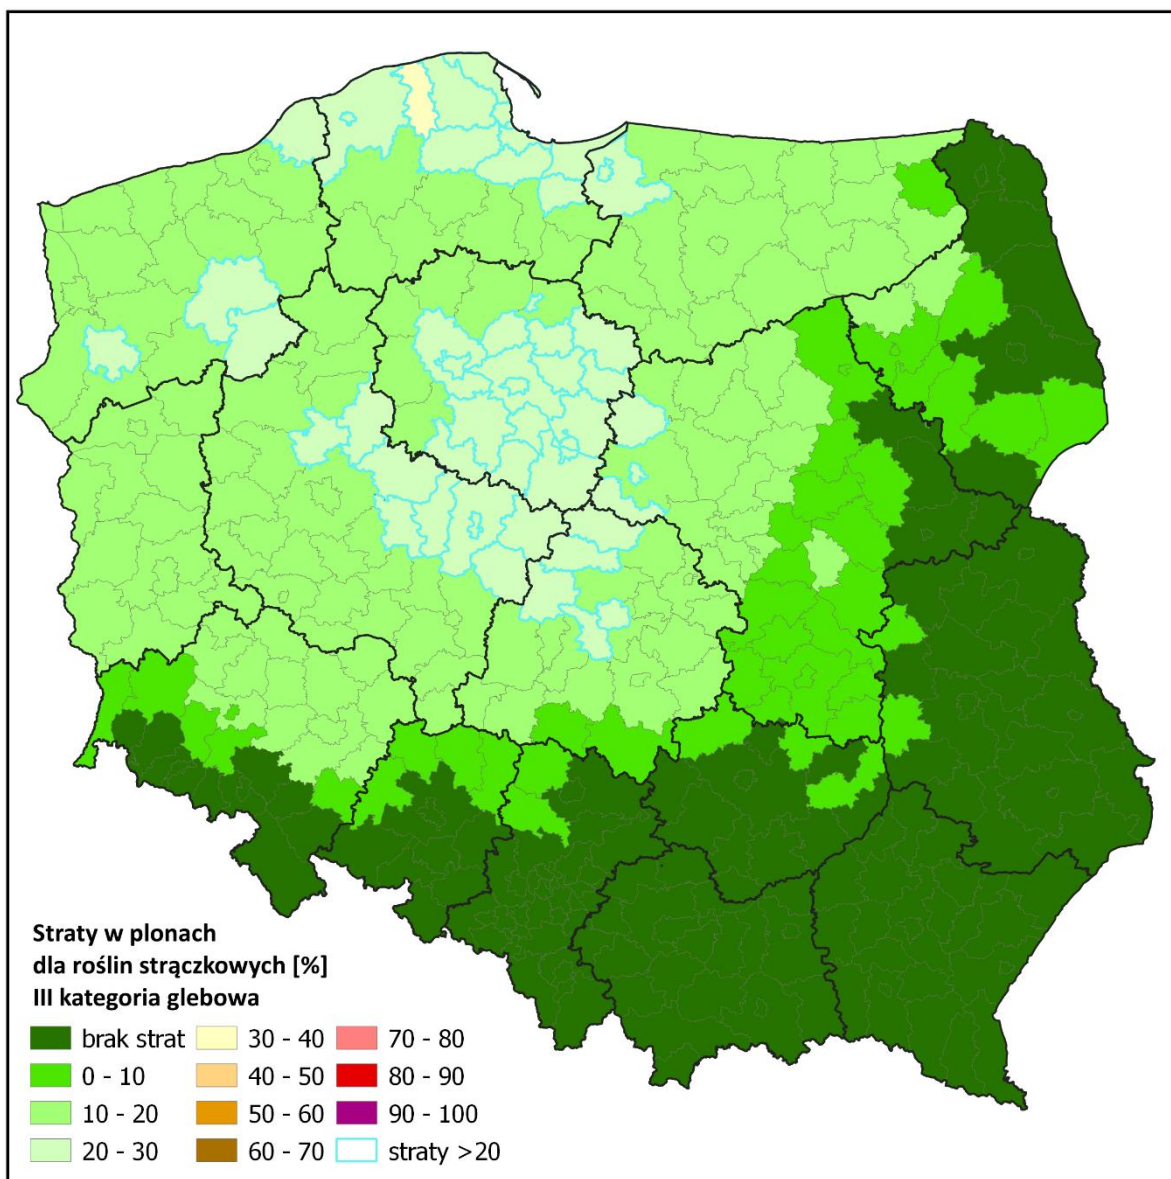 Straty w plonach
dla roślin strączkowych [%]
III kategoria glebowa
brak strat
0 - 10
10 - 20
20 - 30
30 - 40
40 - 50
50 - 60
60 - 70
70 - 80
80 - 90
90 - 100
straty >20